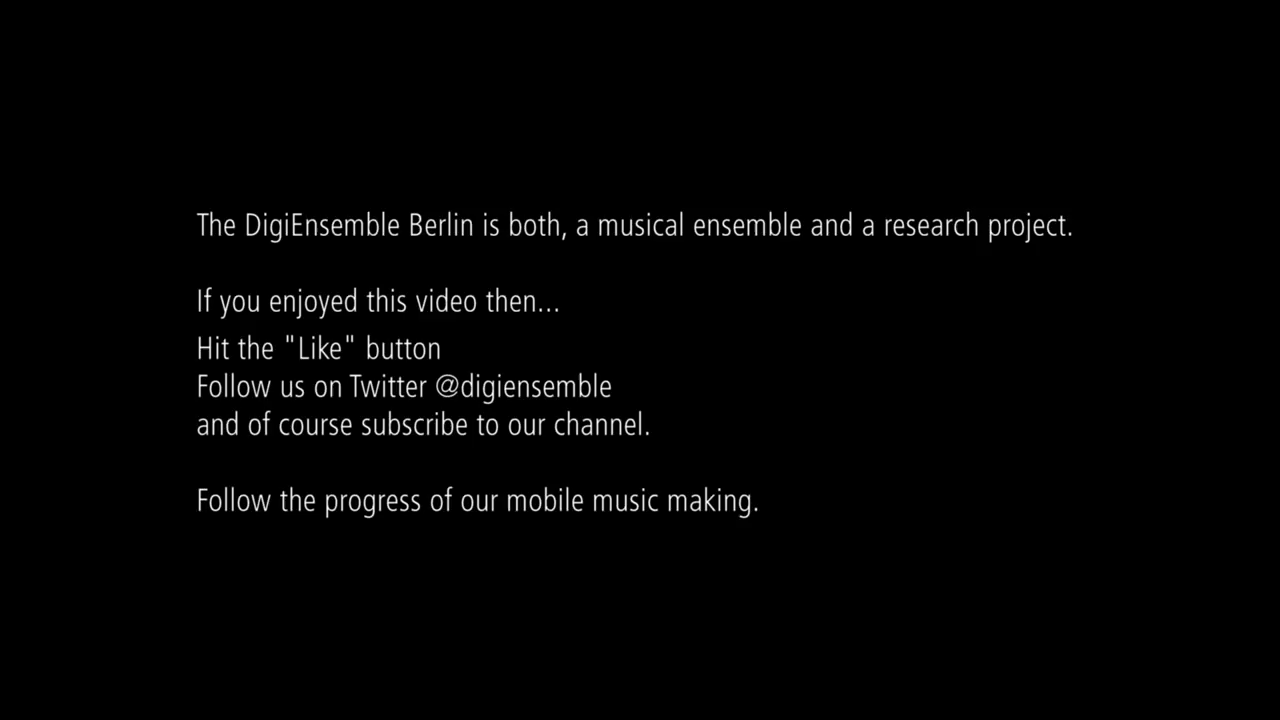 The DigiEnsemble Berlin is both, a musical ensemble and a research project.
If you enjoyed this video then...
Hit the "Like" button
Follow us on Twitter @digiensemble
and of course subscribe to our channel.
Follow the progress of our mobile music making.